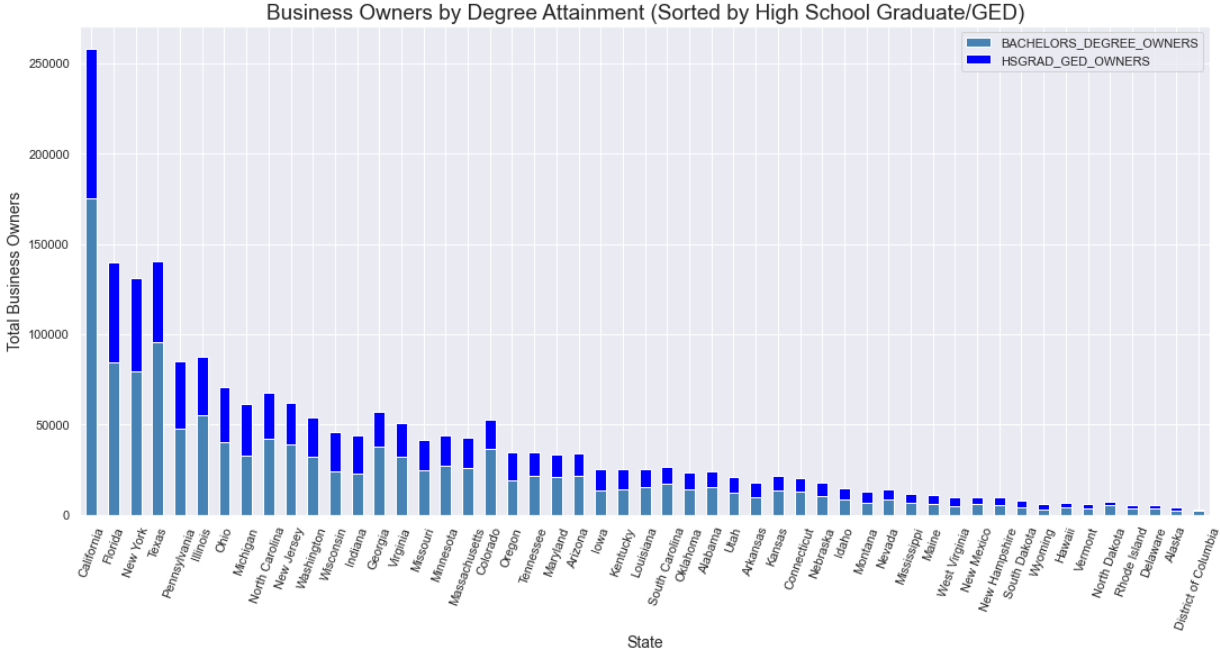 Business Owners by Degree Attainment (Sorted by High School Graduate/GED)
BACHELORS_DEGREE_OWNERS
HSGRAD_GED_OWNERS
Total Business Owners
250000
200000
150000
100000
50000
0
California
Florida
New York
Texas
Pennsylvania
Illinois
Ohio
Michigan
North Carolina
New Jersey
Washington
Wisconsin
Indiana
Georgia
Virginia
Missouri
Minnesota
Massachusetts
Colorado
Oregon
Tennessee
Maryland
Arizona
Iowa
Kentucky
Louisiana
South Carolina
Oklahoma
Alabama
Utah
Arkansas
Kansas
Connecticut
Nebraska
Idaho
Montana
Nevada
Mississippi
Maine
West Virginia
New Mexico
New Hampshire
South Dakota
Wyoming
Hawaii
Vermont
North Dakota
Rhode Island
Delaware
Alaska
District of Columbia
State